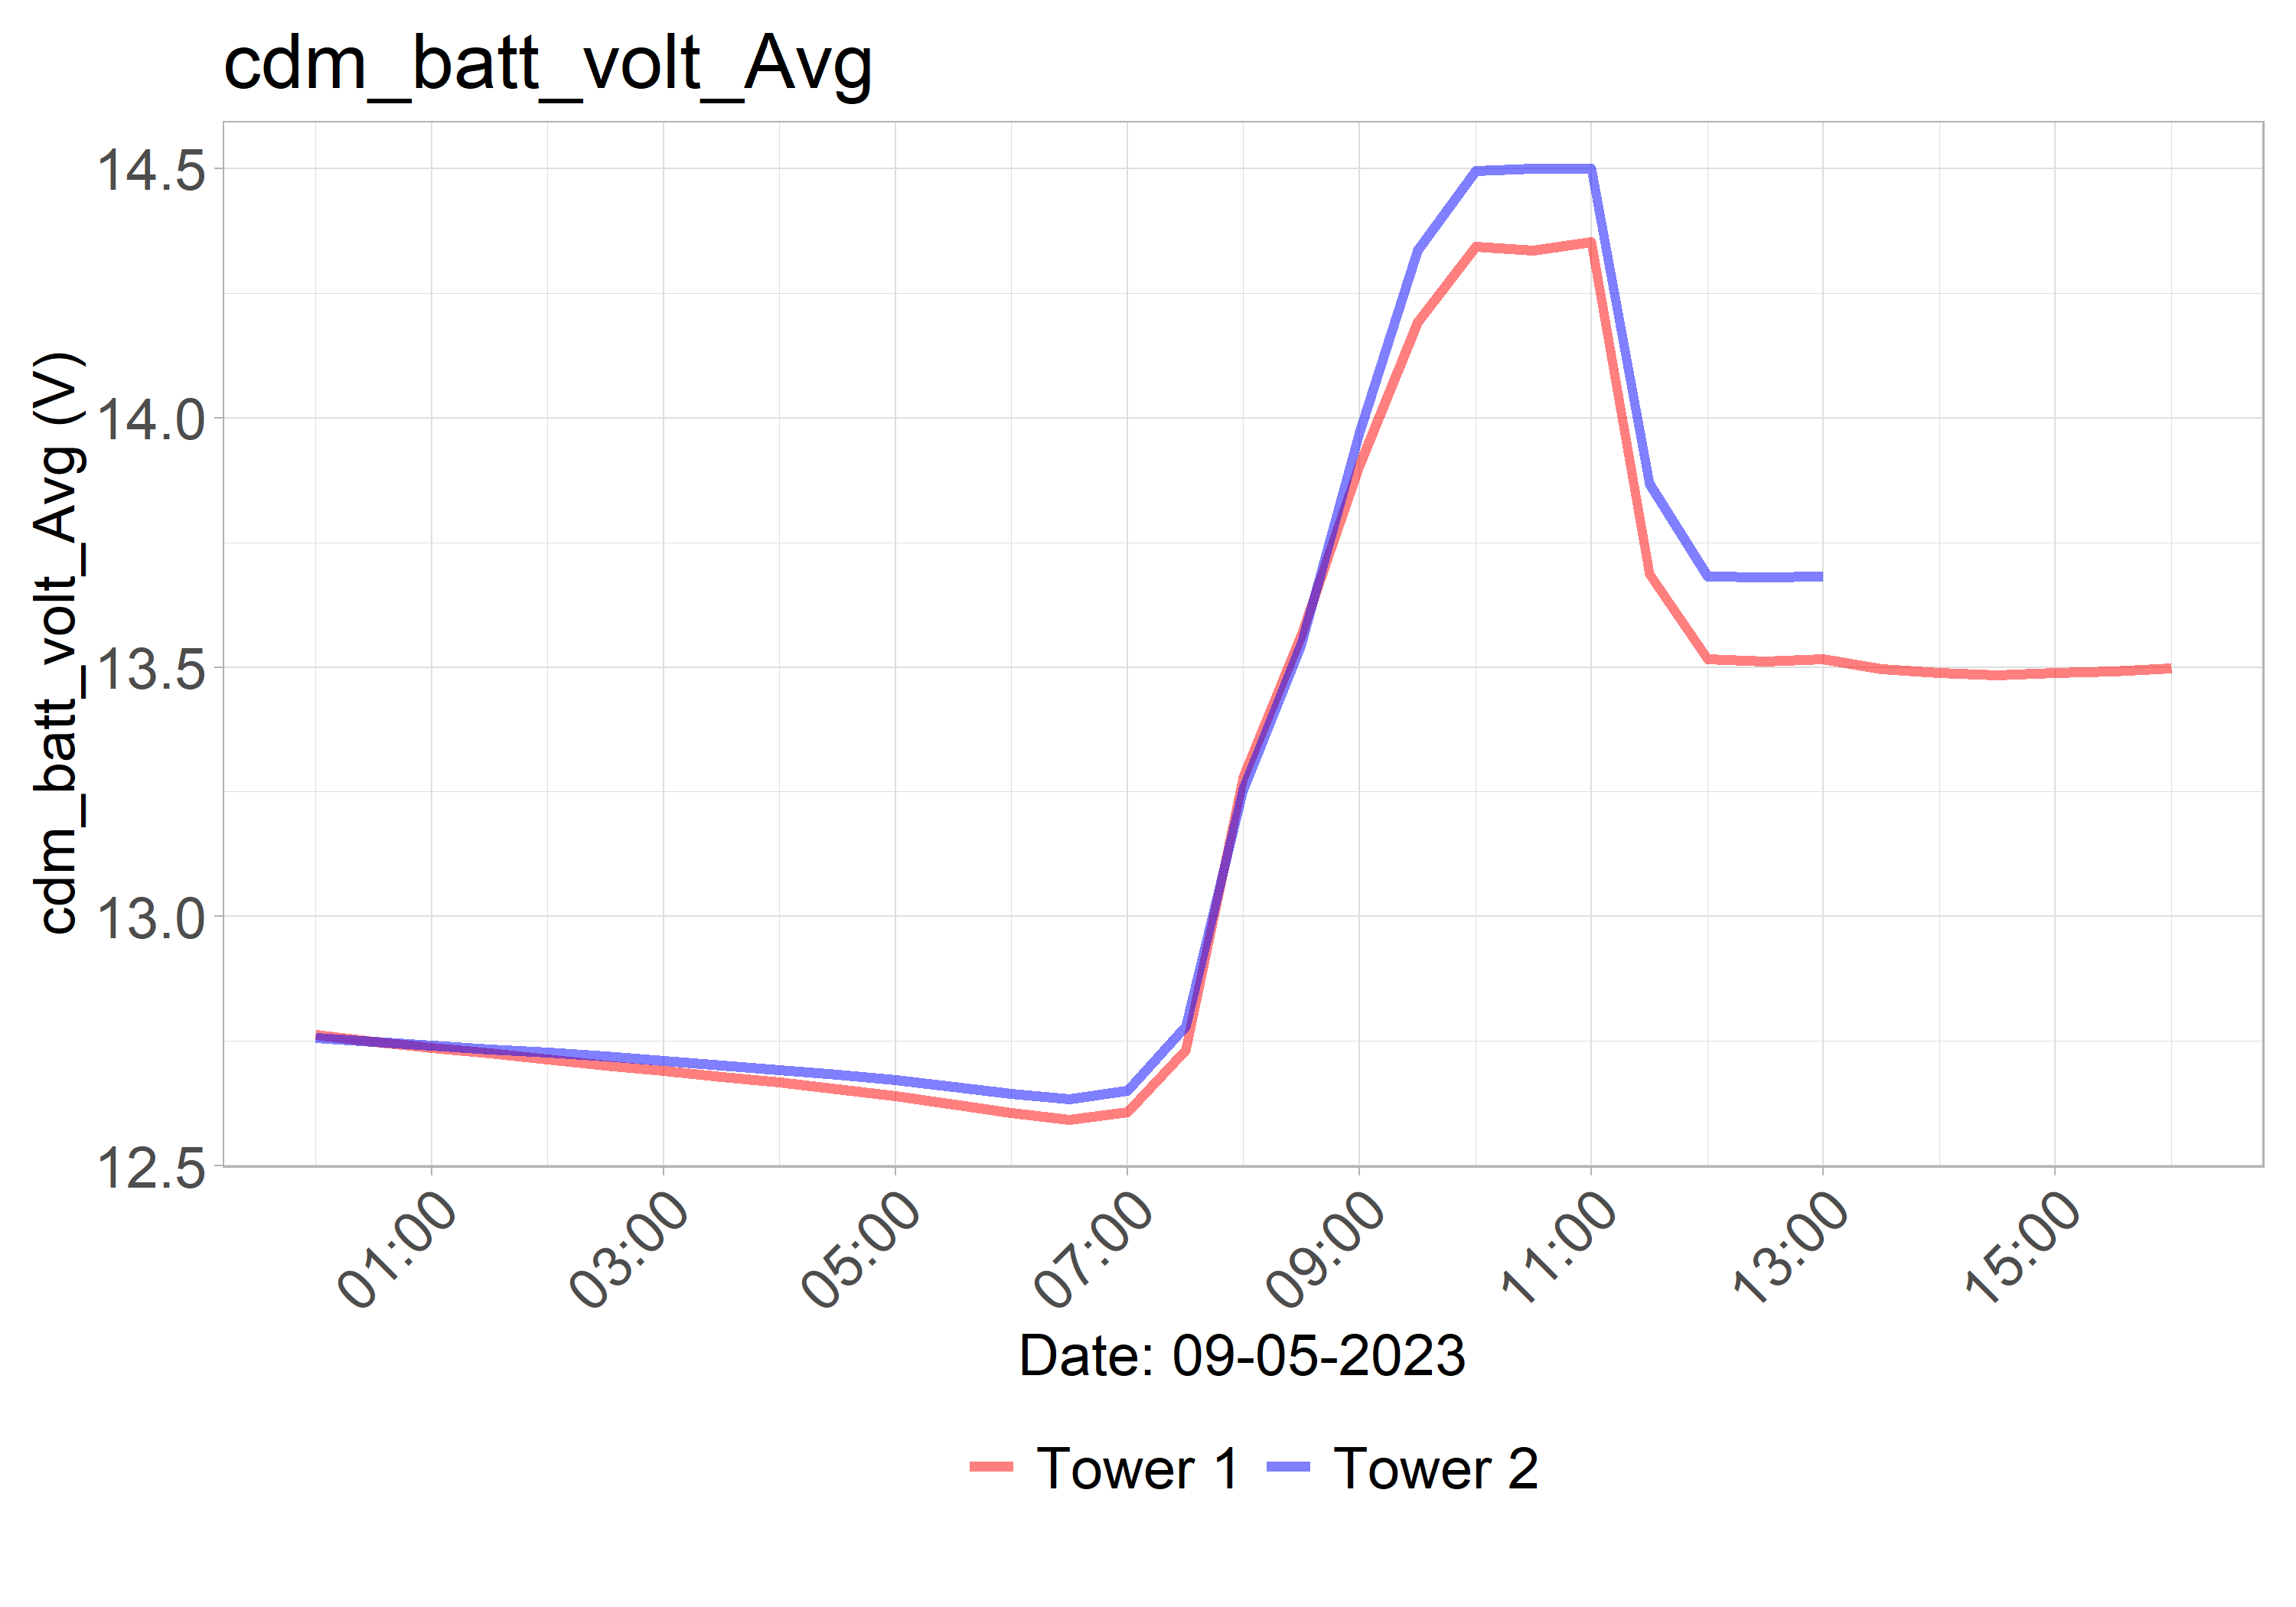 cdm_batt_volt_Avg
cdm_batt_volt_Avg (V)
14.5
14.0
13.5
13.0
12.5
01:00 03:00 05:00 07:00 09:00 11:00 13:00 15:00
Date: 09-05-2023
Tower 1 Tower 2